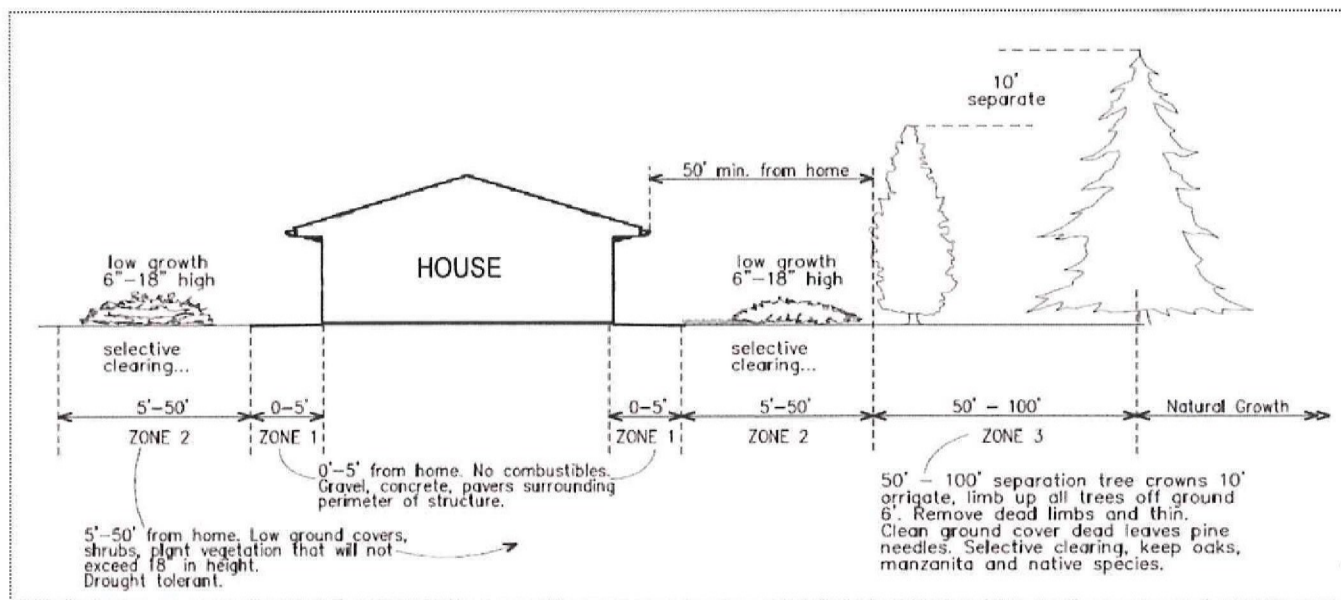 10'
separate
50' min. from home
low growth
6"-18" high
HOUSE
low growth
6"-18" high
selective
clearing...
selective
clearing...
5'-50'
0-5'
0-5'
5'-50'
50' - 100'
Natural Growth
ZONE 2
ZONE 1
ZONE 1
ZONE 2
ZONE 3
0'-5' from home. No combustibles.
Gravel, concrete, pavers surrounding
perimeter of structure.
5'-50' from home. Low ground covers,
shrubs, plant vegetation that will not
exceed 18" in height.
Drought tolerant.
50' - 100' separation tree crowns 10'
orrigate, limb up all trees off ground
6'. Remove dead limbs and thin.
Clean ground cover dead leaves pine
needles. Selective clearing, keep oaks,
manzanita and native species.